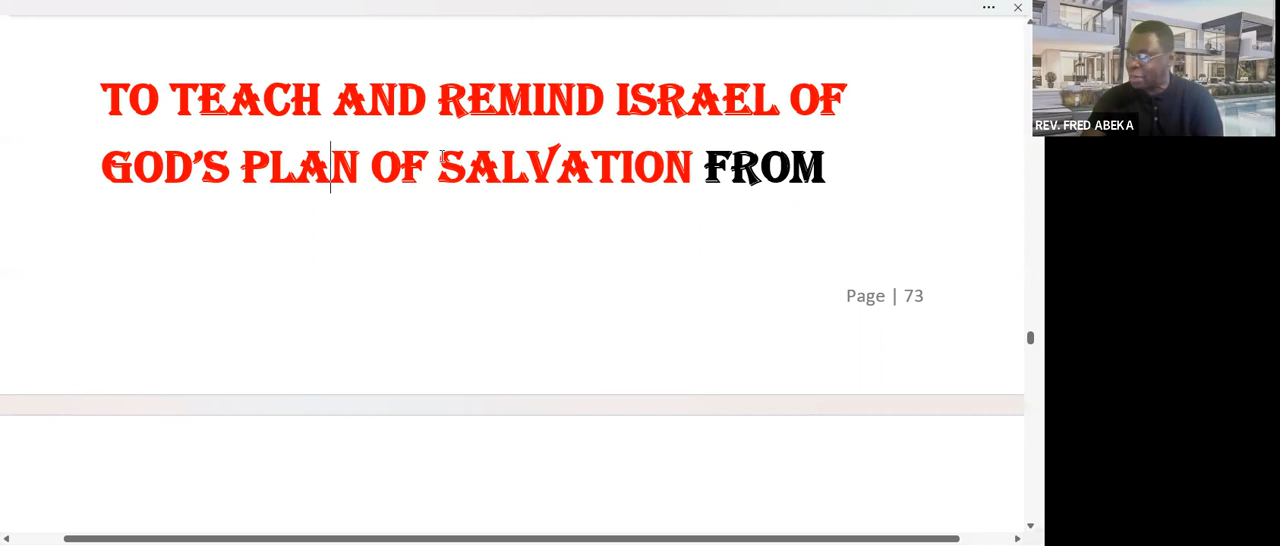 TO TEACH AND REMIND ISRAEL OF
GOD'S PLAN OF SALVATION FROM
Page | 73
REV. FRED ABEKA